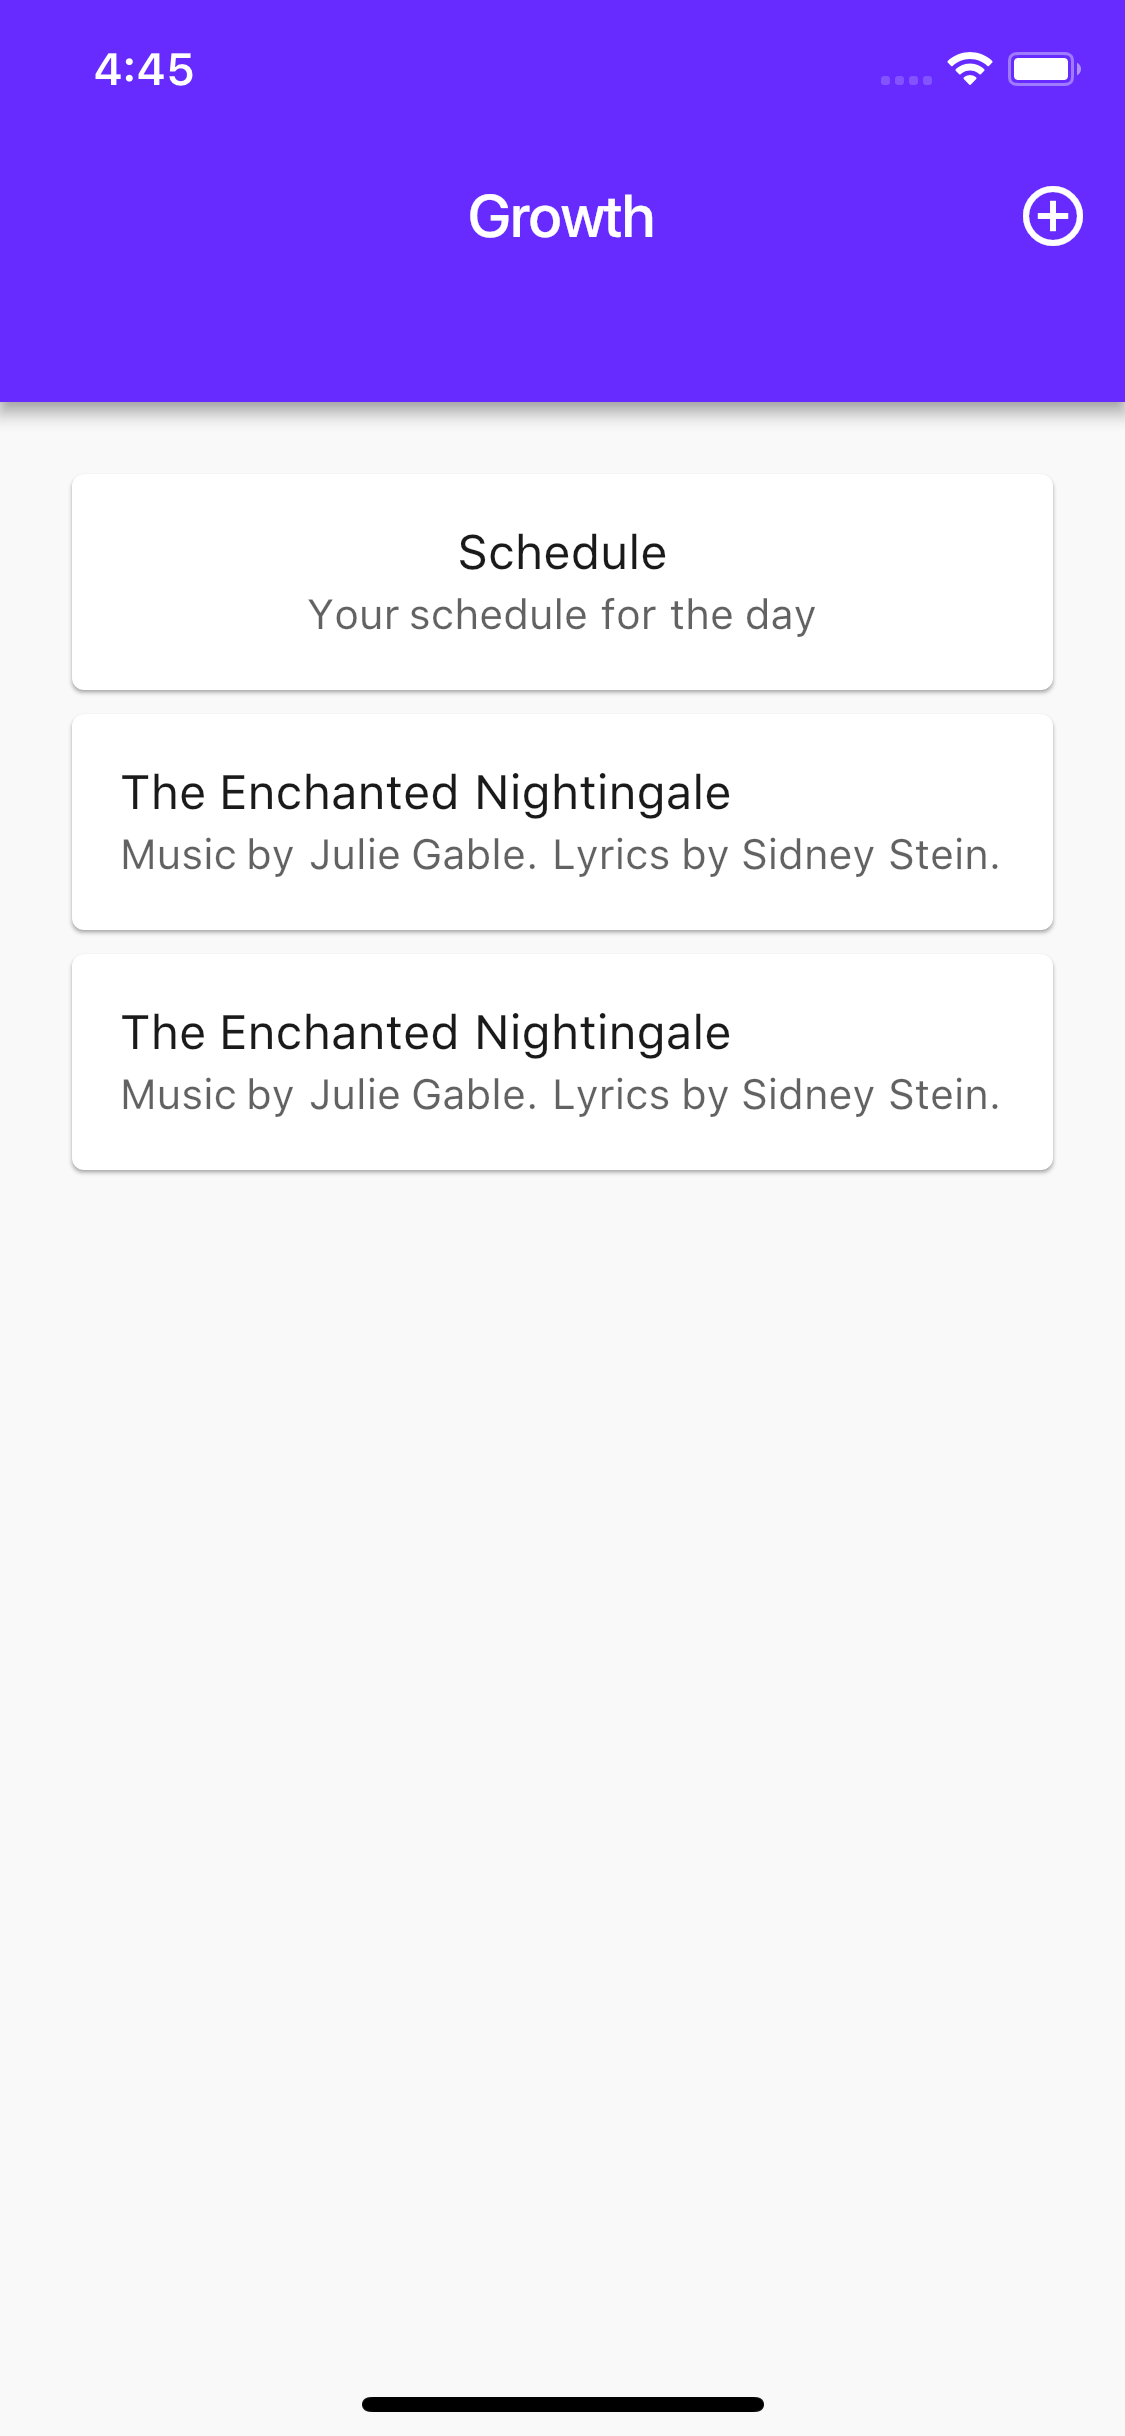 4:45
Growth
Schedule
Your schedule for the day
The Enchanted Nightingale
Music by Julie Gable. Lyrics by Sidney Stein.
The Enchanted Nightingale
Music by Julie Gable. Lyrics by Sidney Stein.